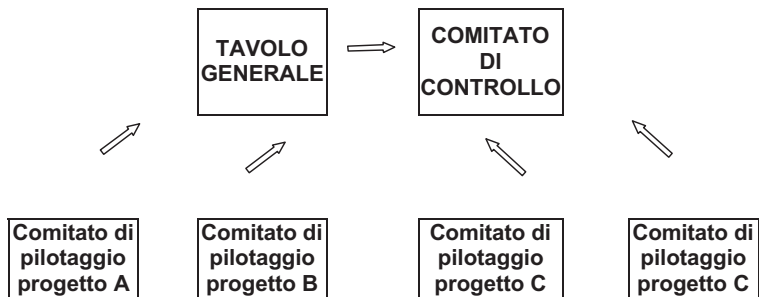 TAVOLO
GENERALE
COMITATO
DI
CONTROLLO
Comitato di
pilotaggio
progetto A
Comitato di
pilotaggio
progetto B
Comitato di
pilotaggio
progetto C
Comitato di
pilotaggio
progetto C